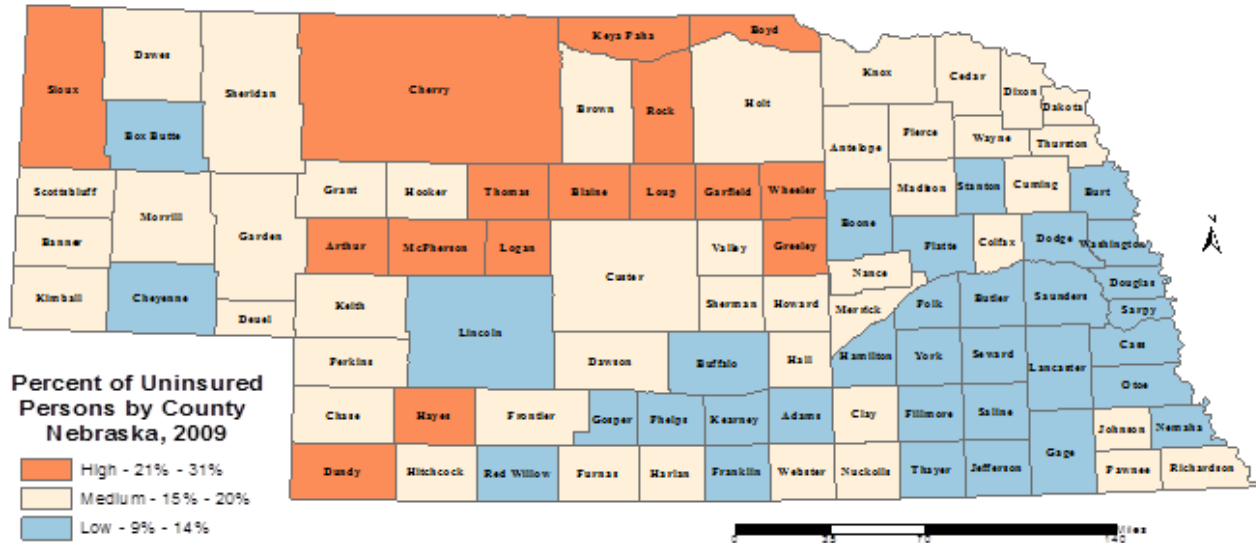 Keya Paha
Boyd
Dawes
Knox
Cedar
Sioux
Sheridan
Cherry
Dixon
Brown
Rock
Holt
Dakota
Box Butte
Pierce
Wayne
Antelope
Thurston
Scottsbluff
Grant
Hooker
Thomas
Blaine
Loup
Garfield
Wheeler
Madison
Stanton
Cuming
Burt
Morrill
Boone
Banner
Garden
Arthur
McPherson
Logan
Valley
Greeley
Platte
Colfax
Dodge
Washington
Custer
Nance
Kimball
Cheyenne
Keith
Sherman
Howard
Merrick
Polk
Butler
Saunders
Douglas
Sarpy
Deuel
Lincoln
Perkins
Dawson
Buffalo
Hall
Hamilton
York
Seward
Lancaster
Cass
Otoe
Percent of Uninsured
Persons by County
Nebraska, 2009
Chase
Hayes
Frontier
Gosper
Phelps
Kearney
Adams
Clay
Fillmore
Saline
Johnson
Nemaha
High - 21% - 31%
Dundy
Hitchcock
Red Willow
Furnas
Harlan
Franklin
Webster
Nuckolls
Thayer
Jefferson
Gage
Pawnee
Richardson
Medium - 15% - 20%
Low - 9% - 14%
N
Miles
0 35 70 140